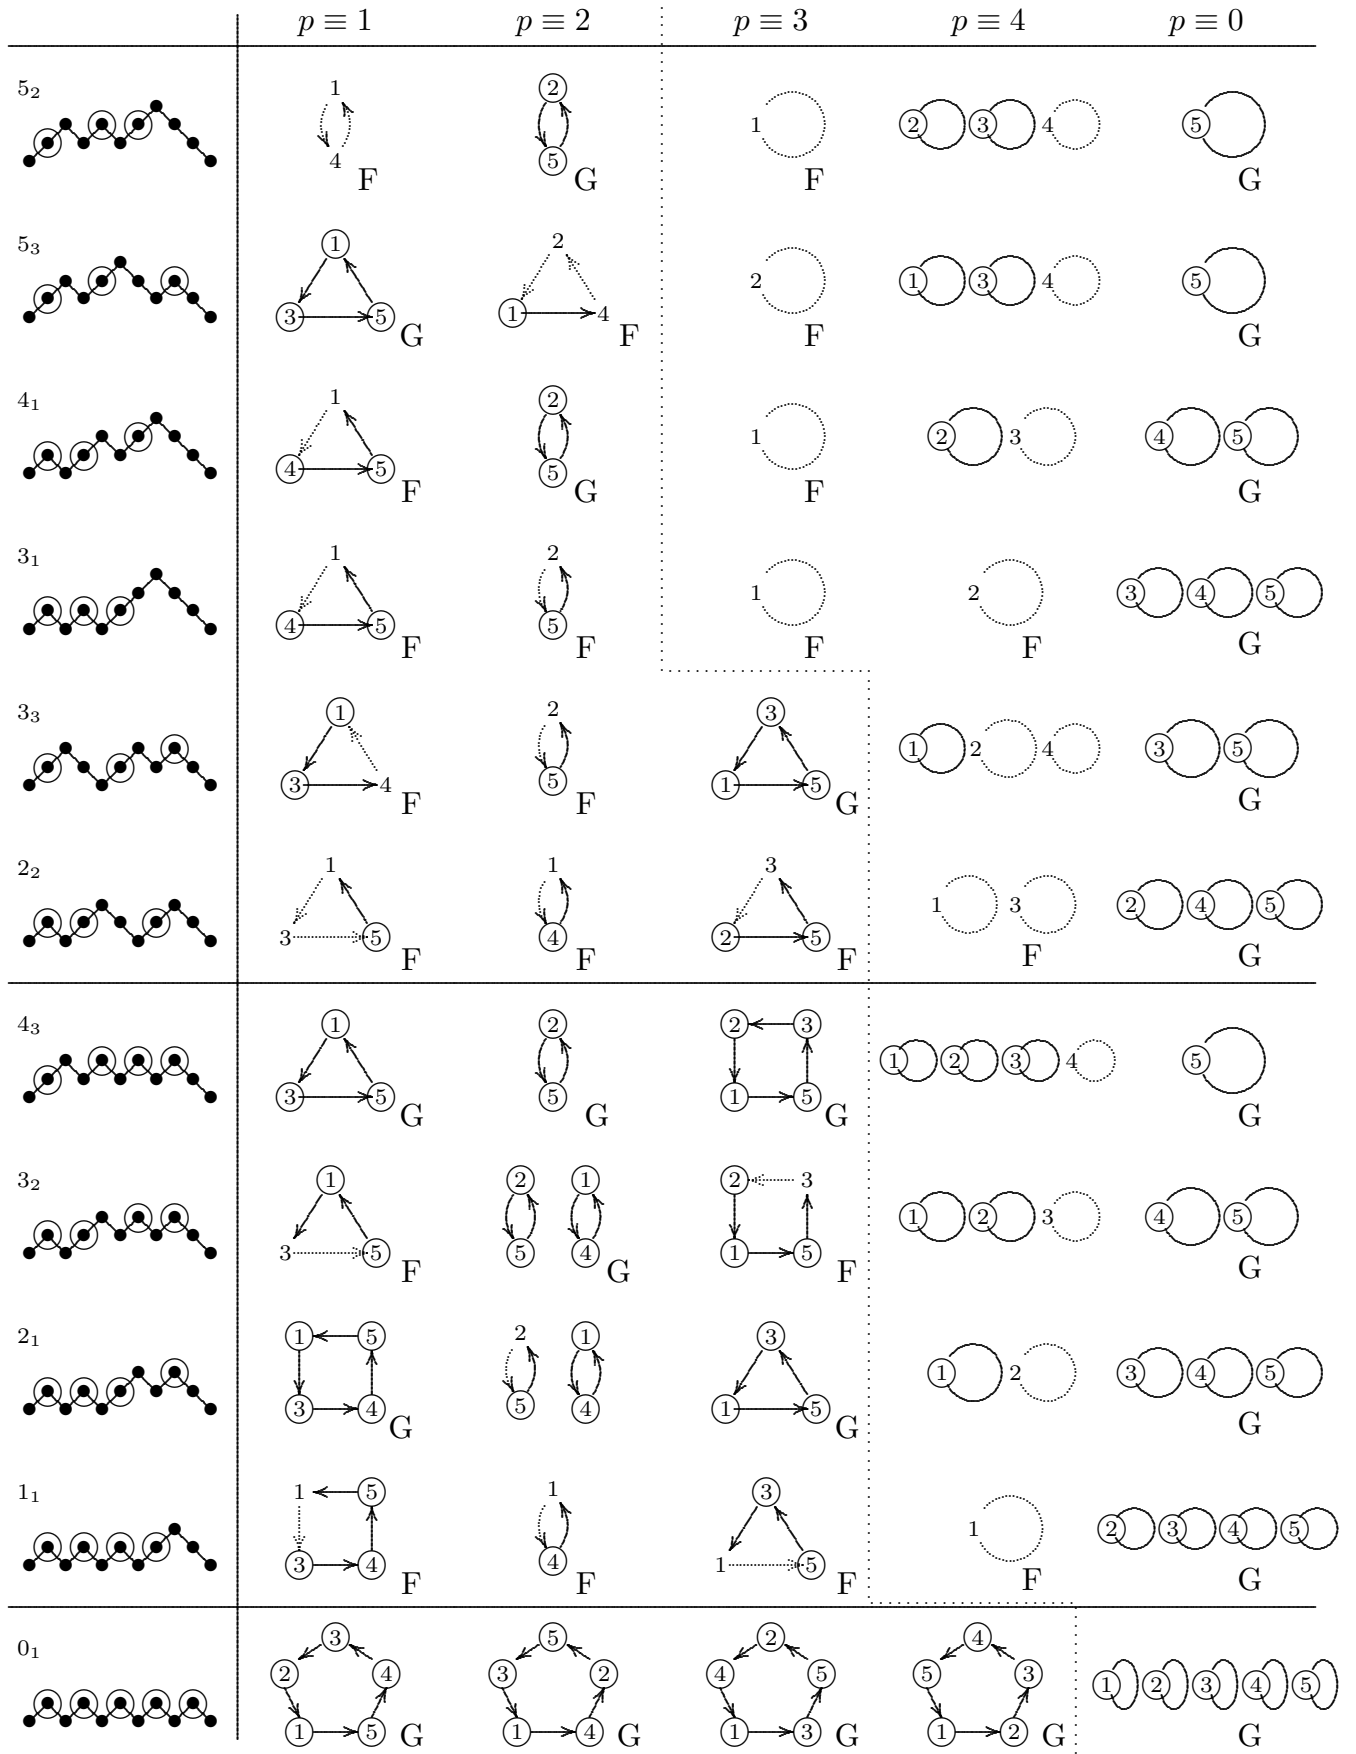 p ≡ 1 p ≡ 2 p ≡ 3 p ≡ 4 p ≡ 0
5₂ 1 2 1 2 3 4 5
4 5
F G F G
5₃ 1 2 2 1 3 4 5
3 5 1 4
G F F G
4₁ 1 2 1 2 3 4 5
4 5 5
F G F G
3₁ 1 2 1 2 3 4 5
4 5 5
F F F F G
3₃ 1 2 3 1 2 4 3 5
3 4 5 1 5
F F G G
2₂ 1 1 3 1 3 2 4 5
3 5 4 2 5
F F F F G
4₃ 1 2 2 3 1 2 3 4 5
3 5 5 1 5
G G G G
3₂ 1 2 1 2 3 1 2 3 4 5
3 5 5 4 1 5
F G F G
2₁ 1 5 2 1 3 1 2 3 4 5
3 4 5 4 1 5
G G G
1₁ 1 5 1 3 1 2 3 4 5
3 4 4 1 5
F F F F G
0₁ 3 5 2 4 1 2 3 4 5
2 4 3 2 4 5 5 3
1 5 1 4 1 3 1 2
G G G G G